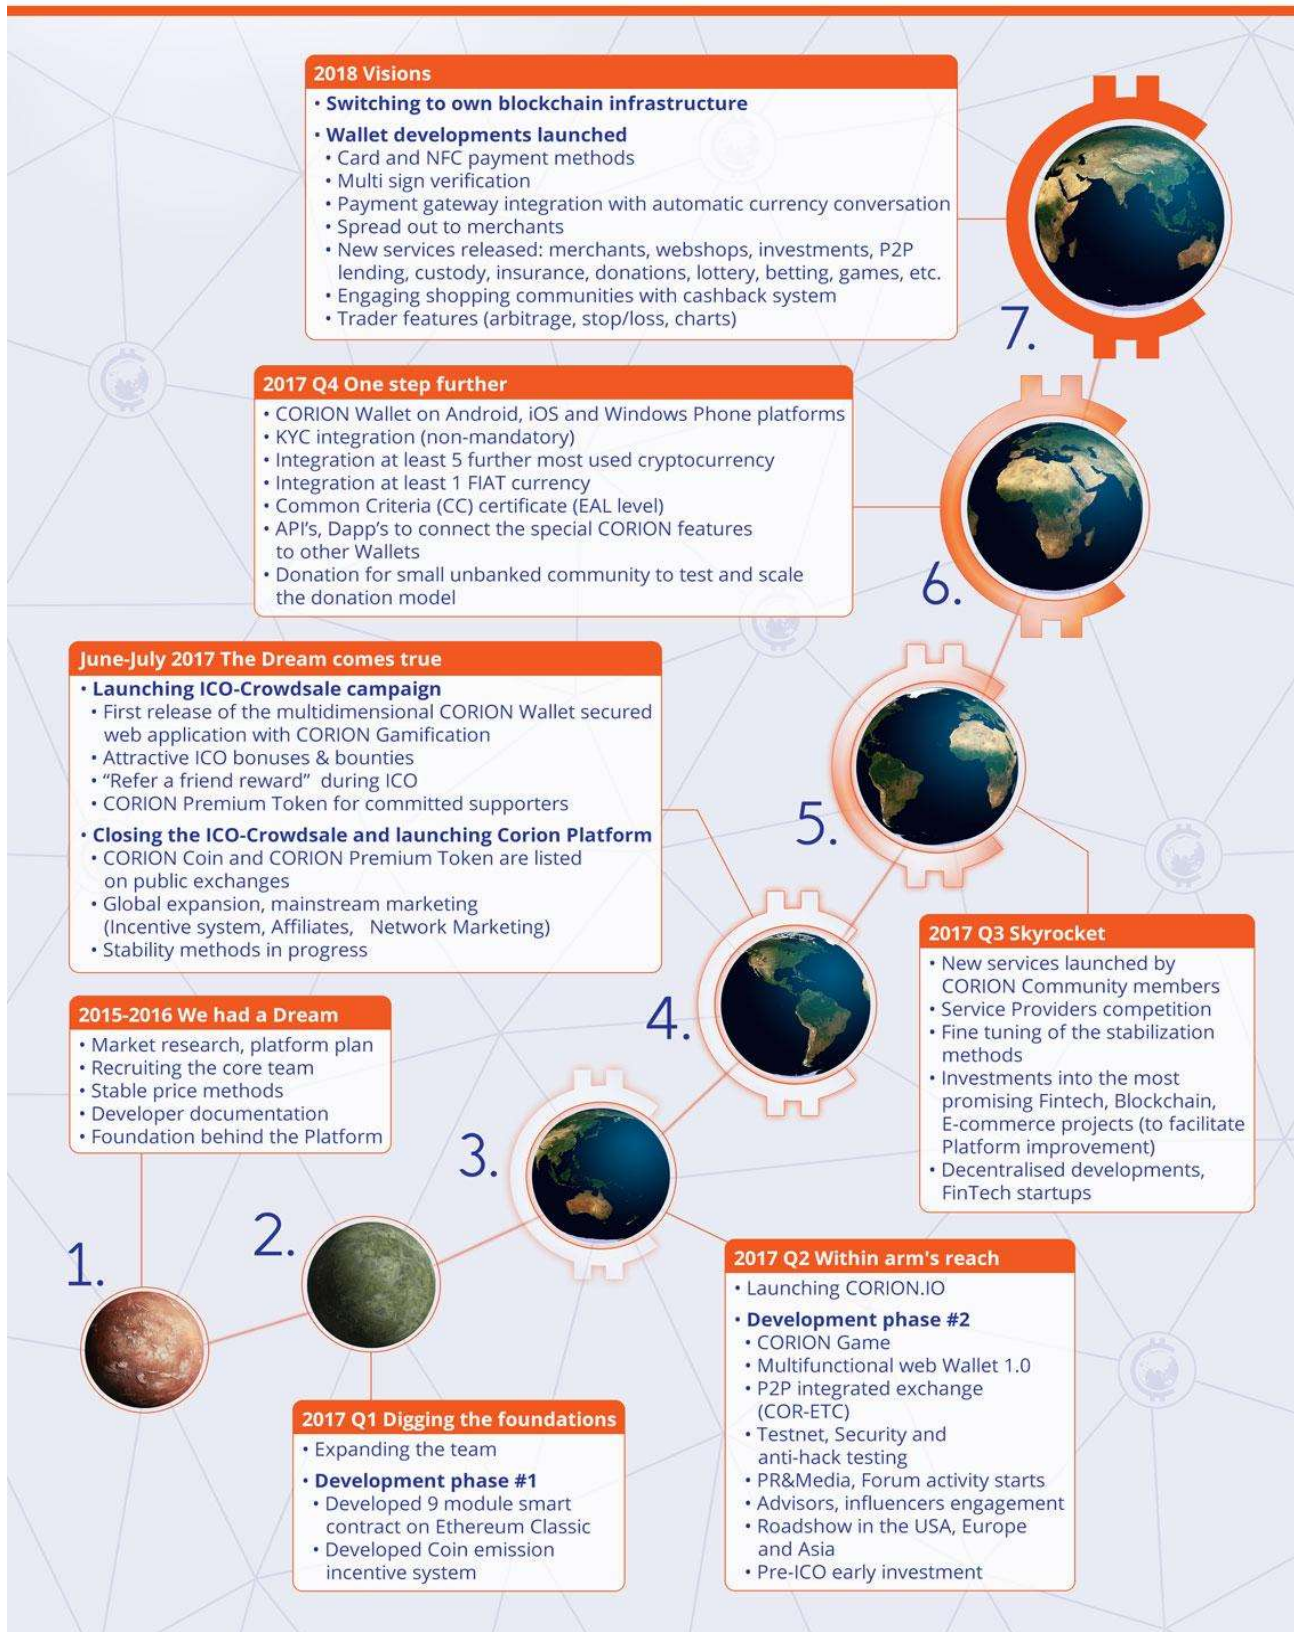 2018 Visions
• Switching to own blockchain infrastructure
• Wallet developments launched
• Card and NFC payment methods
• Multi sign verification
• Payment gateway integration with automatic currency conversation
• Spread out to merchants
• New services released: merchants, webshops, investments, P2P
lending, custody, insurance, donations, lottery, betting, games, etc.
• Engaging shopping communities with cashback system
• Trader features (arbitrage, stop/loss, charts)
7.
2017 Q4 One step further
• CORION Wallet on Android, iOS and Windows Phone platforms
• KYC integration (non-mandatory)
• Integration at least 5 further most used cryptocurrency
• Integration at least 1 FIAT currency
• Common Criteria (CC) certificate (EAL level)
• API's, Dapp's to connect the special CORION features
to other Wallets
• Donation for small unbanked community to test and scale
the donation model
6.
June-July 2017 The Dream comes true
• Launching ICO-Crowdsale campaign
• First release of the multidimensional CORION Wallet secured
web application with CORION Gamification
• Attractive ICO bonuses & bounties
• “Refer a friend reward” during ICO
• CORION Premium Token for committed supporters
• Closing the ICO-Crowdsale and launching Corion Platform
• CORION Coin and CORION Premium Token are listed
on public exchanges
• Global expansion, mainstream marketing
(Incentive system, Affiliates, Network Marketing)
• Stability methods in progress
5.
2017 Q3 Skyrocket
• New services launched by
CORION Community members
• Service Providers competition
• Fine tuning of the stabilization
methods
• Investments into the most
promising Fintech, Blockchain,
E-commerce projects (to facilitate
Platform improvement)
• Decentralised developments,
FinTech startups
4.
2015-2016 We had a Dream
• Market research, platform plan
• Recruiting the core team
• Stable price methods
• Developer documentation
• Foundation behind the Platform
3.
2.
1.
2017 Q2 Within arm's reach
• Launching CORION.IO
• Development phase #2
• CORION Game
• Multifunctional web Wallet 1.0
• P2P integrated exchange
(COR-ETC)
• Testnet, Security and
anti-hack testing
• PR&Media, Forum activity starts
• Advisors, influencers engagement
• Roadshow in the USA, Europe
and Asia
• Pre-ICO early investment
2017 Q1 Digging the foundations
• Expanding the team
• Development phase #1
• Developed 9 module smart
contract on Ethereum Classic
• Developed Coin emission
incentive system